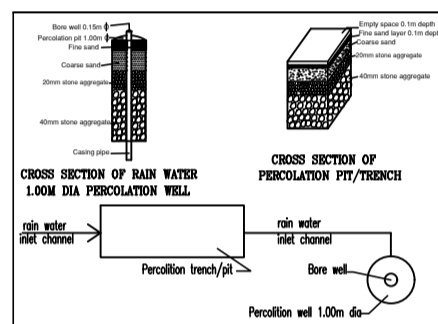 Bore well 0.15m ϕ
Percolation pit 1.00m ϕ
Fine sand
Coarse sand
20mm stone aggregate
40mm stone aggregate
Casing pipe
CROSS SECTION OF RAIN WATER
1.00M DIA PERCOLATION WELL
Empty space 0.1m depth
Fine sand layer 0.1m dept
Coarse sand
20mm stone aggregate
40mm stone aggregate
CROSS SECTION OF
PERCOLATION PIT/TRENCH
rain water
inlet channel
Percolition trench/pit
rain water
inlet channel
Bore well
Percolition well 1.00m dia